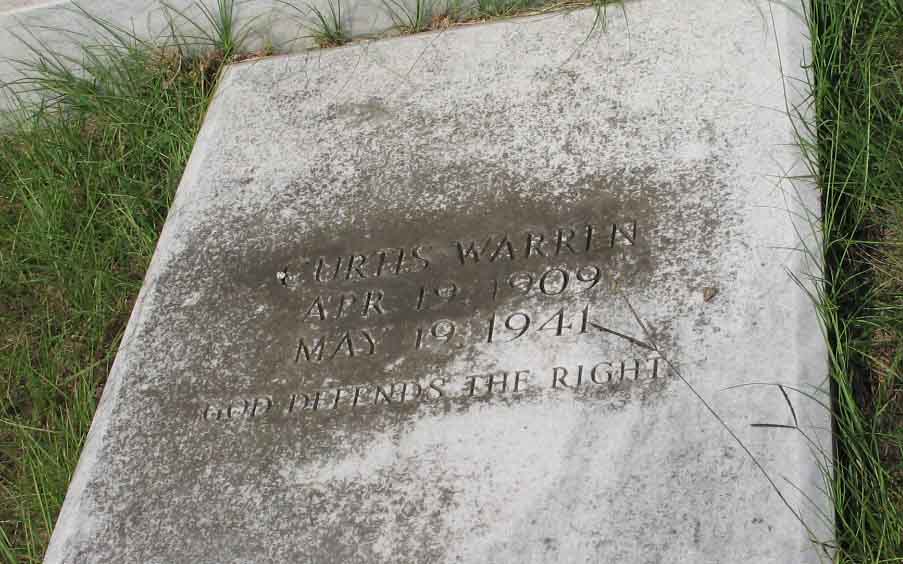 CURTIS WARREN
APR 19, 1909
MAY 19, 1941
GOD DEFENDS THE RIGHT